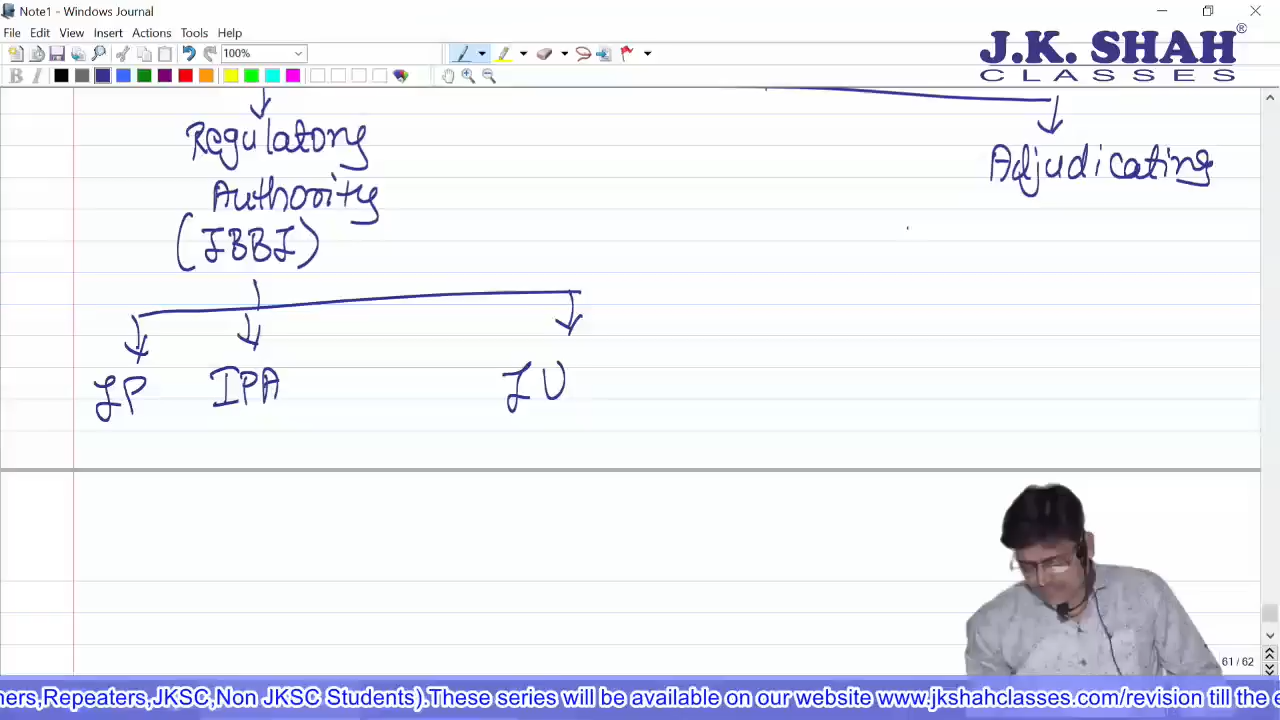 Note1 - Windows Journal
File Edit View Insert Actions Tools Help
100%
B I
J.K. SHAH®
CLASSES
Regulatory
Authority
(IBBI)
Adjudicating
IP IPA IU
61 / 62
ners,Repeaters,JKSC,Non JKSC Students).These series will be available on our website www.jkshahclasses.com/revision till the e